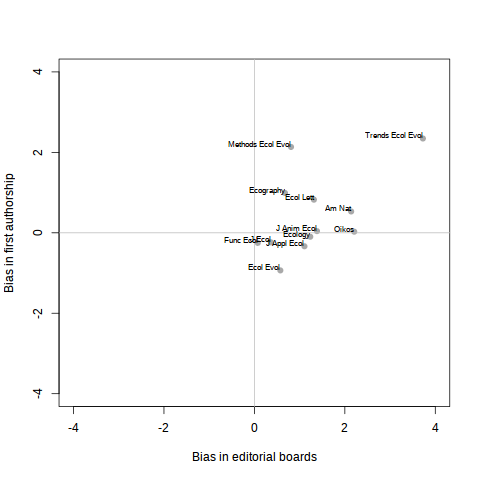 4
Trends Ecol Evol
Methods Ecol Evol
2
Ecography
Ecol Lett
Am Nat
J Anim Ecol
Oikos
0
Ecology
Func Ecol
J Ecol
J Appl Ecol
Ecol Evol
-2
-4
Bias in first authorship
-4
-2
0
2
4
Bias in editorial boards